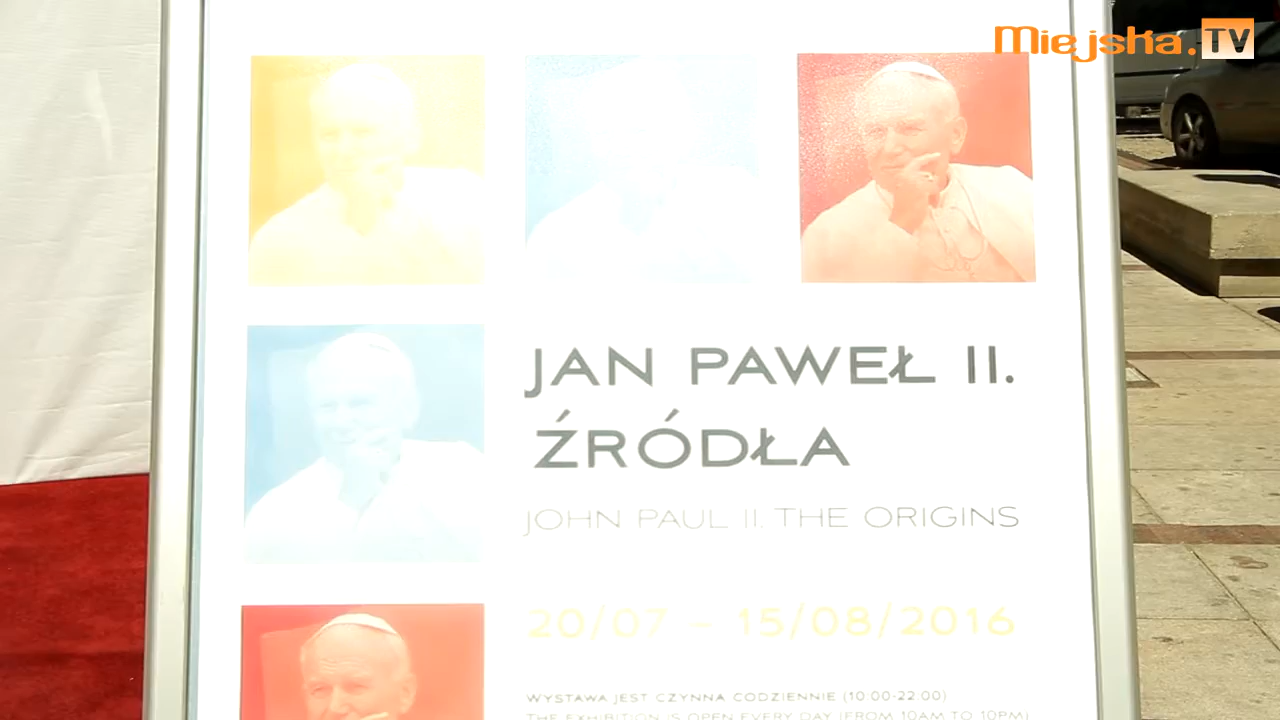 Miejska.TV
JAN PAWEŁ II.
ŹRÓDŁA
JOHN PAUL II. THE ORIGINS
20/07 – 15/08/2016
WYSTAWA JEST CZYNNA CODZIENNIE (10.00-22.00)
THE EXHIBITION IS OPEN EVERY DAY (FROM 10AM TO 10PM)